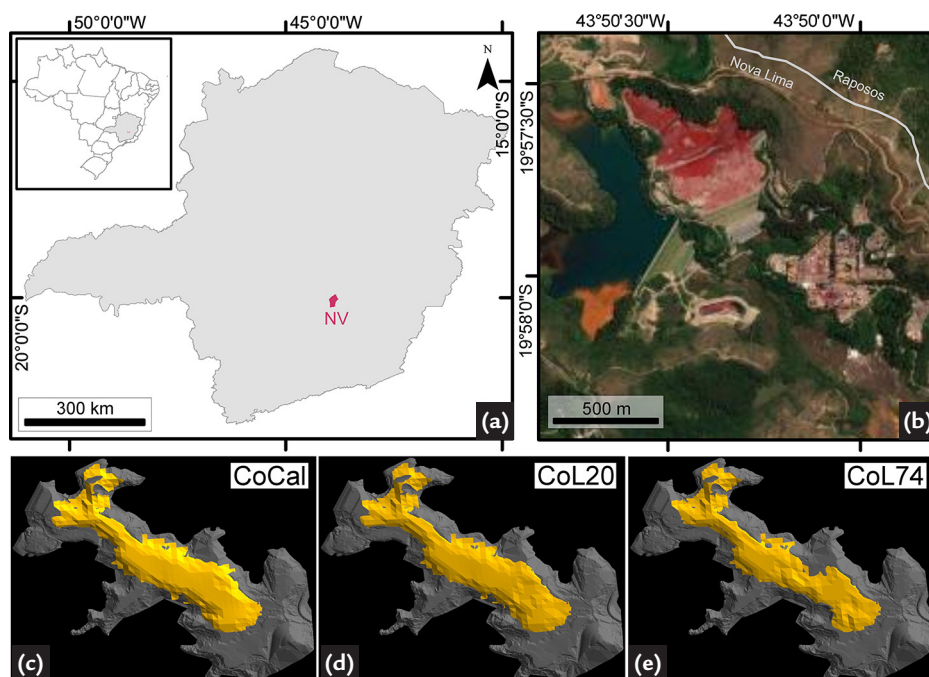 50°0'0"W
45°0'0"W
N
15°0'0"S
20°0'0"S
NV
300 km
(a)
43°50'30"W
43°50'0"W
19°57'30"S
19°58'0"S
Nova Lima
Raposos
500 m
(b)
CoCal
(c)
CoL20
(d)
CoL74
(e)